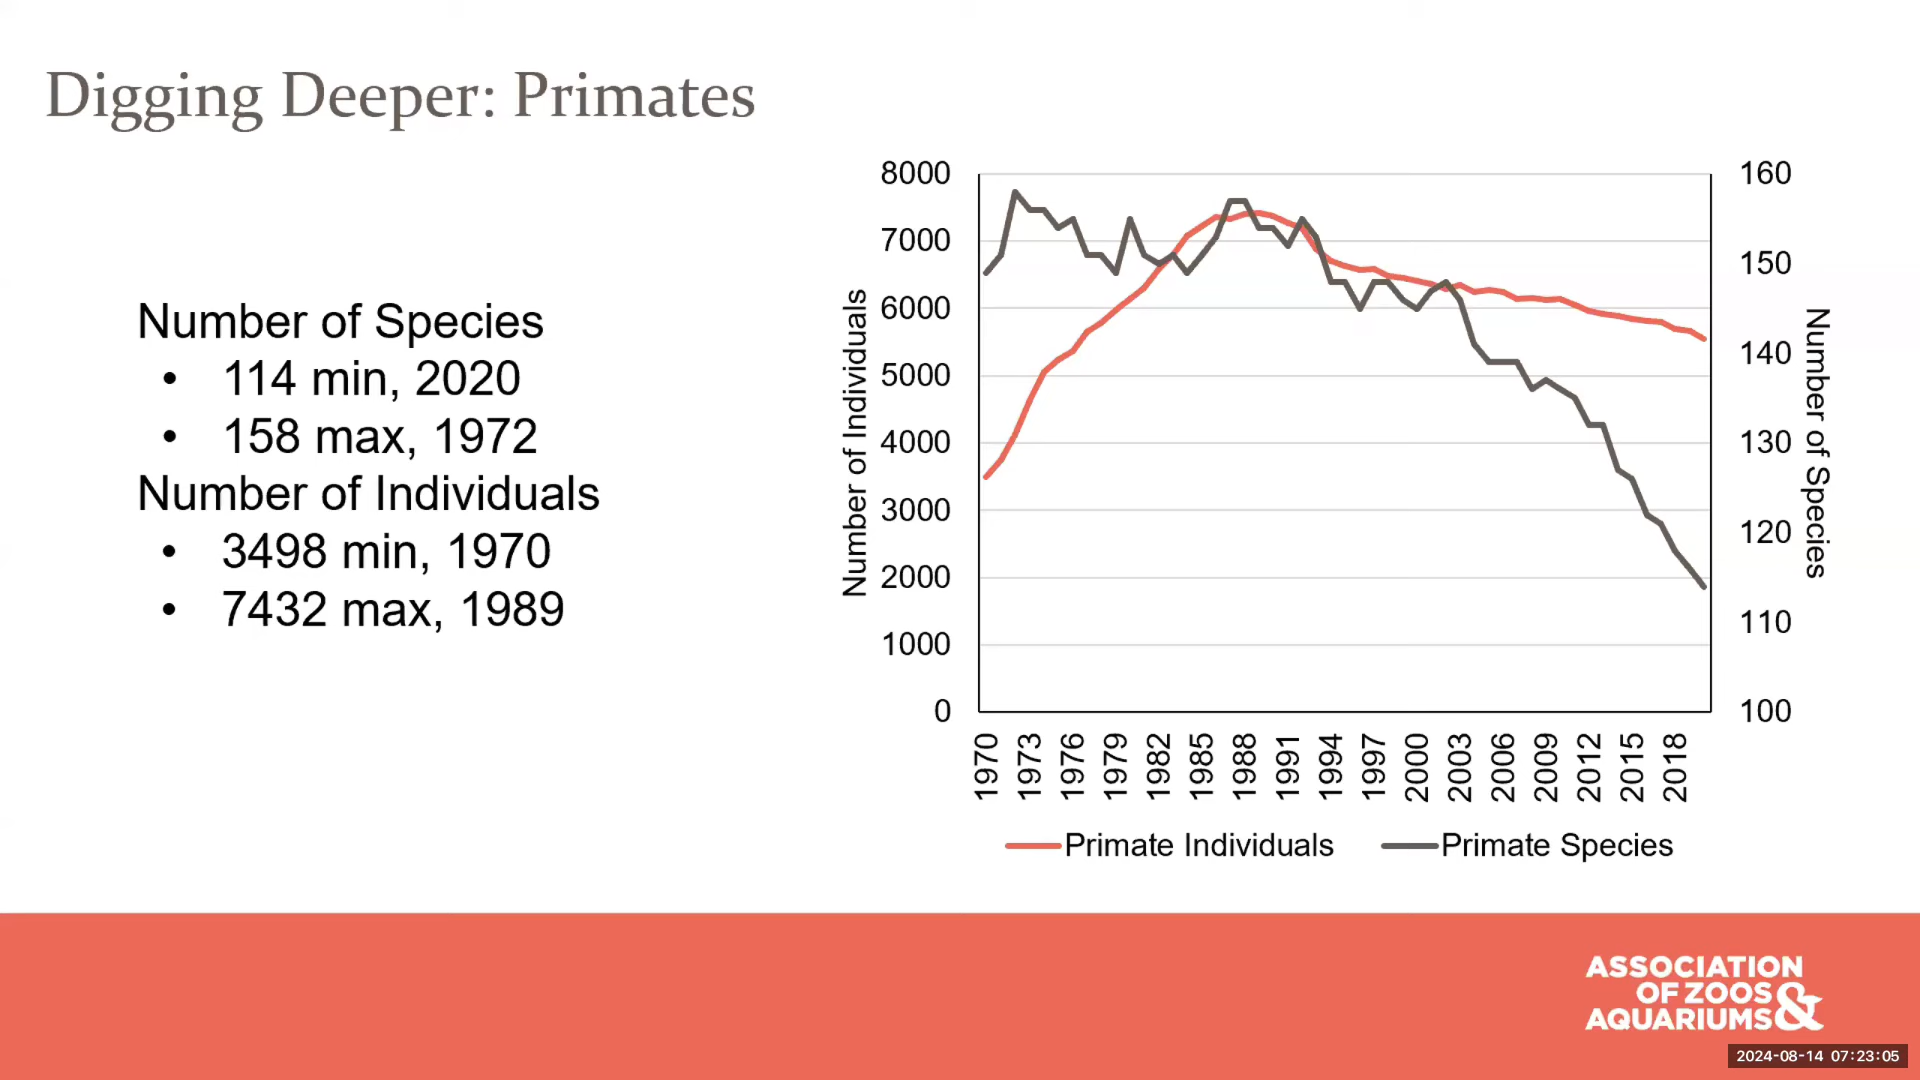 Digging Deeper: Primates
Number of Species
• 114 min, 2020
• 158 max, 1972
Number of Individuals
• 3498 min, 1970
• 7432 max, 1989
Number of Individuals
8000
7000
6000
5000
4000
3000
2000
1000
0
160
150
140
130
120
110
100
Number of Species
1970 1973 1976 1979 1982 1985 1988 1991 1994 1997 2000 2003 2006 2009 2012 2015 2018
Primate Individuals Primate Species
ASSOCIATION
OF ZOOS &
AQUARIUMS
2024-08-14 07:23:05